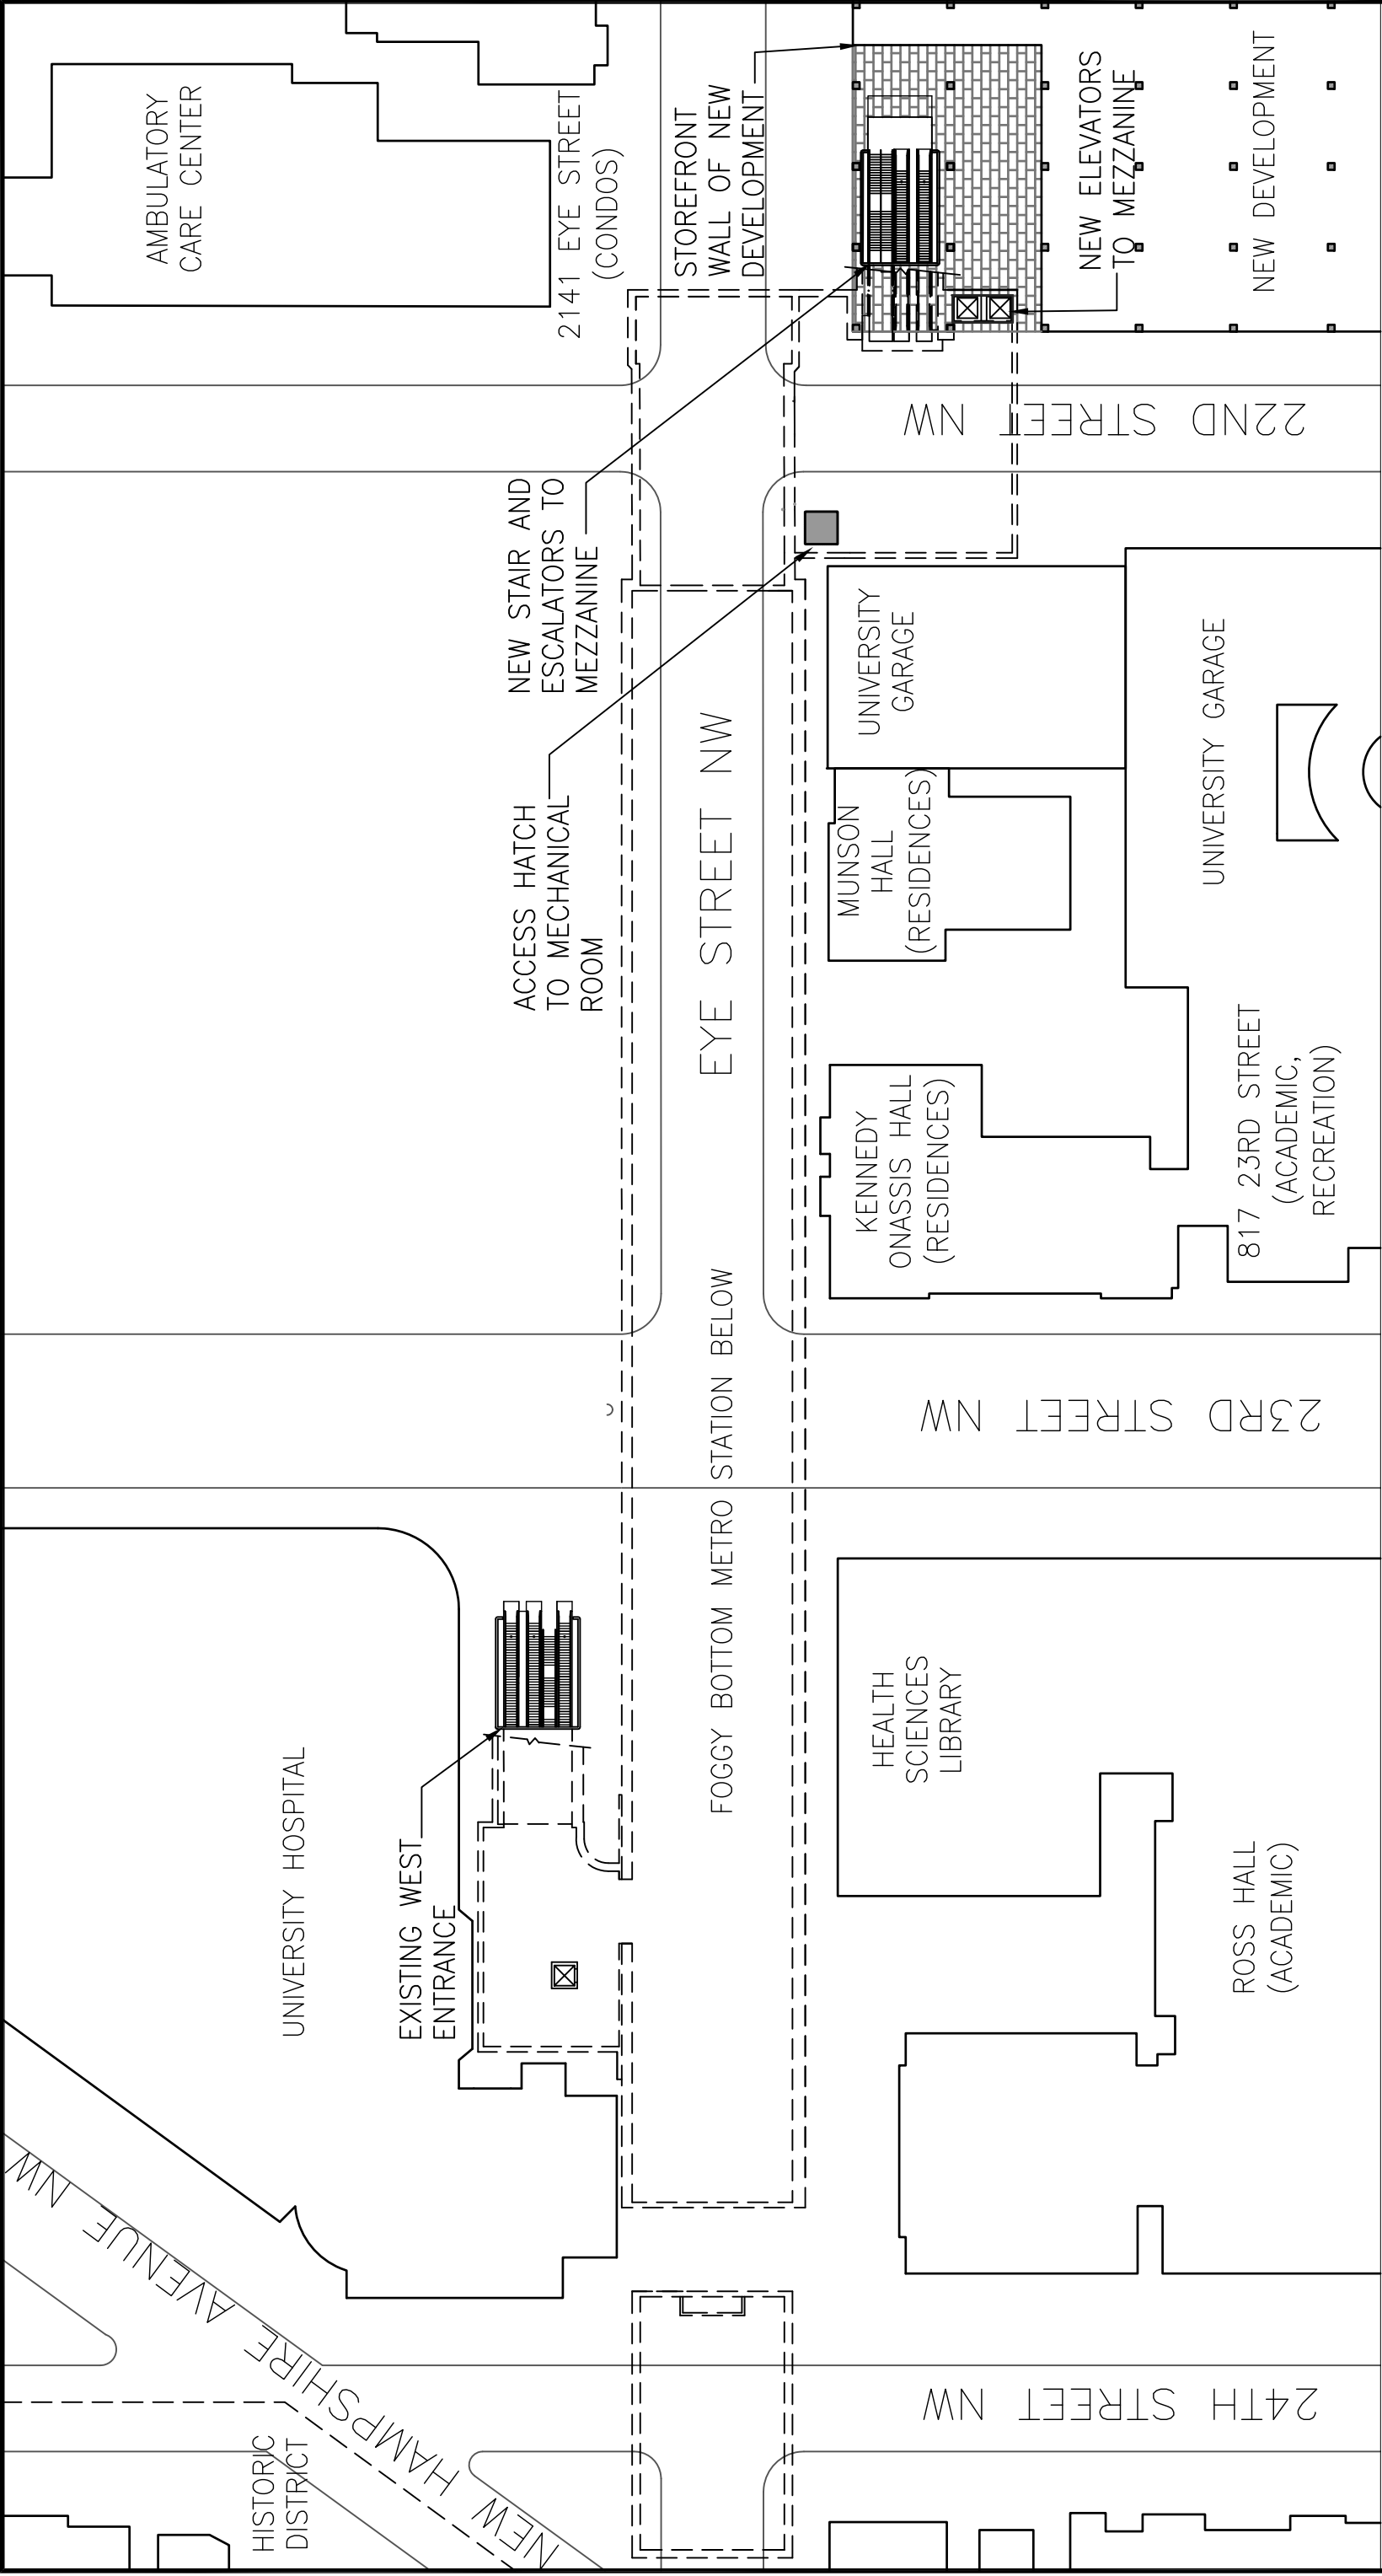 AMBULATORY
CARE CENTER
2141 EYE STREET
(CONDOS)
STOREFRONT
WALL OF NEW
DEVELOPMENT
NEW ELEVATORS
TO MEZZANINE
NEW DEVELOPMENT
22ND STREET NW
NEW STAIR AND
ESCALATORS TO
MEZZANINE
ACCESS HATCH
TO MECHANICAL
ROOM
EYE STREET NW
UNIVERSITY
GARAGE
UNIVERSITY GARAGE
MUNSON
HALL
(RESIDENCES)
KENNEDY
ONASSIS HALL
(RESIDENCES)
817 23RD STREET
(ACADEMIC,
RECREATION)
FOGGY BOTTOM METRO STATION BELOW
23RD STREET NW
UNIVERSITY HOSPITAL
EXISTING WEST
ENTRANCE
HEALTH
SCIENCES
LIBRARY
ROSS HALL
(ACADEMIC)
NEW HAMPSHIRE AVENUE NW
24TH STREET NW
HISTORIC
DISTRICT